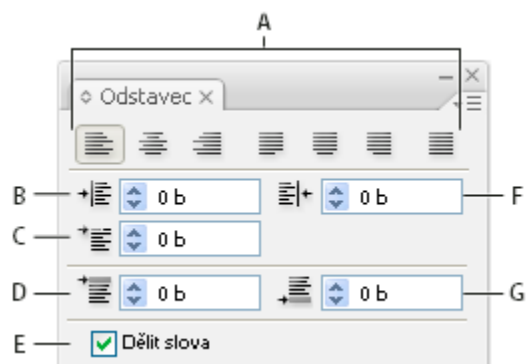 A
Odstavec
B 0 b 0 b F
C 0 b
D 0 b 0 b G
E Dělit slova